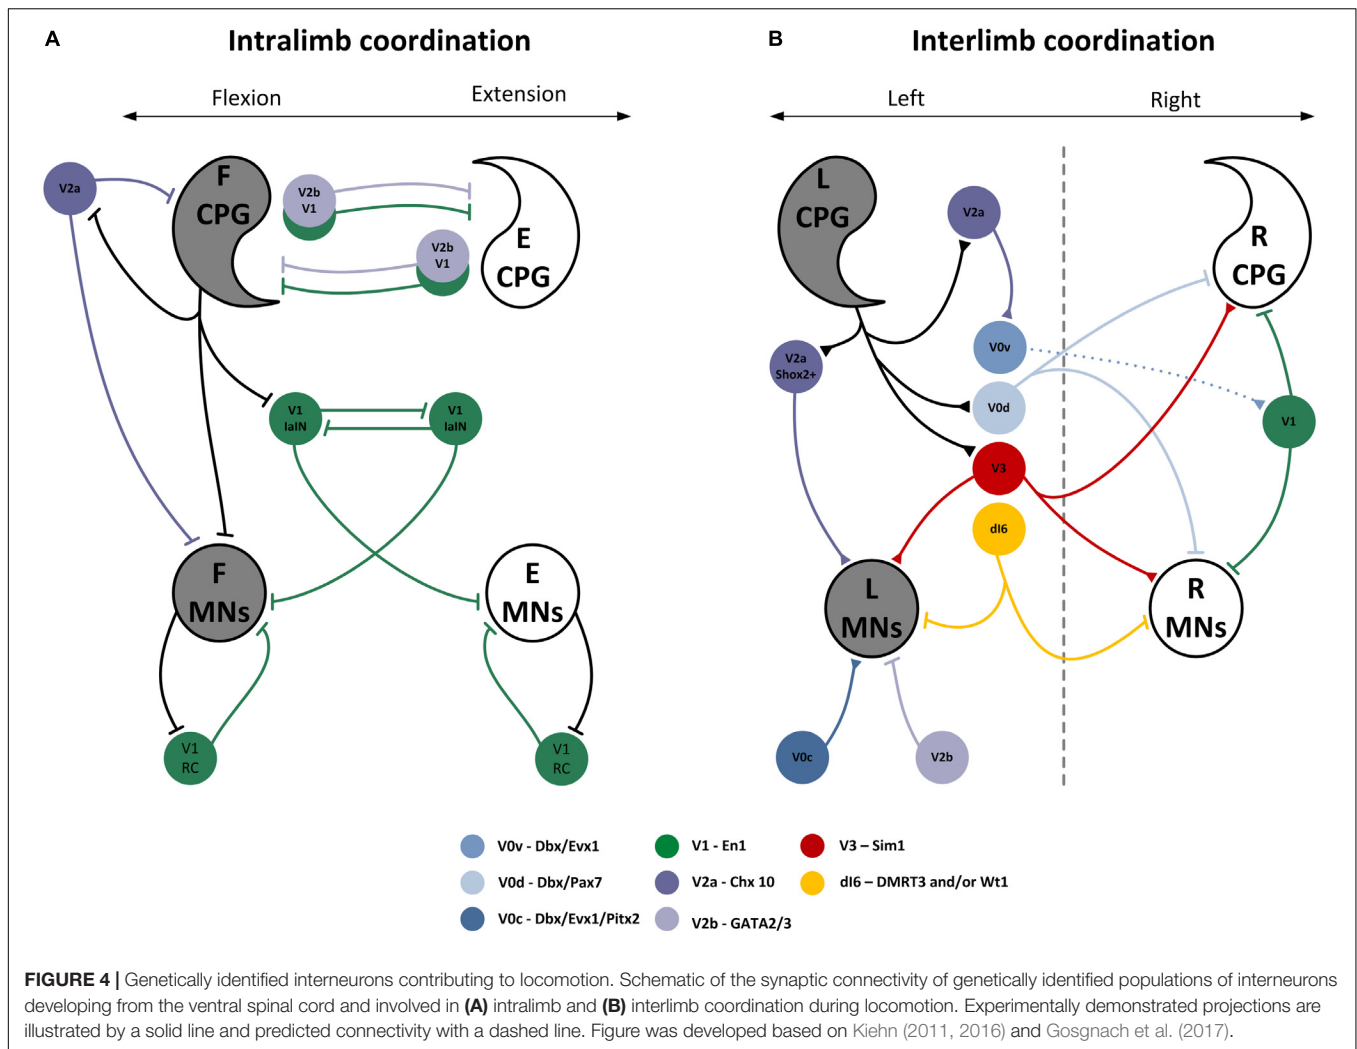 A
Intralimb coordination
Flexion
Extension
V2a
F
CPG
V2b
V1
V2b
V1
E
CPG
V1
IaIN
V1
IaIN
F
MNs
E
MNs
V1
RC
V1
RC
B
Interlimb coordination
Left
Right
L
CPG
V2a
R
CPG
V2a
Shox2+
V0v
V0d
V1
V3
dI6
L
MNs
R
MNs
V0c
V2b
V0v - Dbx/Evx1
V0d - Dbx/Pax7
V0c - Dbx/Evx1/Pitx2
V1 - En1
V2a - Chx 10
V2b - GATA2/3
V3 – Sim1
dI6 – DMRT3 and/or Wt1
FIGURE 4 | Genetically identified interneurons contributing to locomotion. Schematic of the synaptic connectivity of genetically identified populations of interneurons
developing from the ventral spinal cord and involved in (A) intralimb and (B) interlimb coordination during locomotion. Experimentally demonstrated projections are
illustrated by a solid line and predicted connectivity with a dashed line. Figure was developed based on Kiehn (2011, 2016) and Gosgnach et al. (2017).